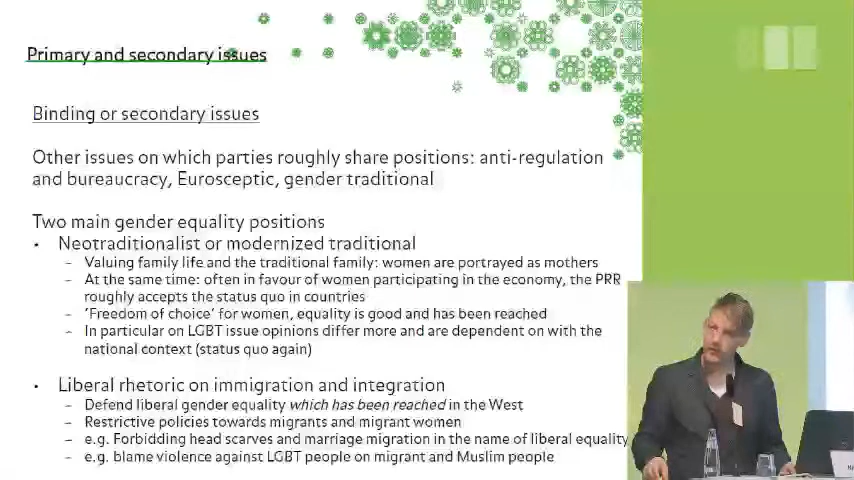 Primary and secondary issues
Binding or secondary issues
Other issues on which parties roughly share positions: anti-regulation
and bureaucracy, Eurosceptic, gender traditional
Two main gender equality positions
• Neotraditionalist or modernized traditional
– Valuing family life and the traditional family: women are portrayed as mothers
– At the same time: often in favour of women participating in the economy, the PRR
roughly accepts the status quo in countries
– 'Freedom of choice' for women, equality is good and has been reached
– In particular on LGBT issue opinions differ more and are dependent on with the
national context (status quo again)
• Liberal rhetoric on immigration and integration
– Defend liberal gender equality which has been reached in the West
– Restrictive policies towards migrants and migrant women
– e.g. Forbidding head scarves and marriage migration in the name of liberal equality
– e.g. blame violence against LGBT people on migrant and Muslim people